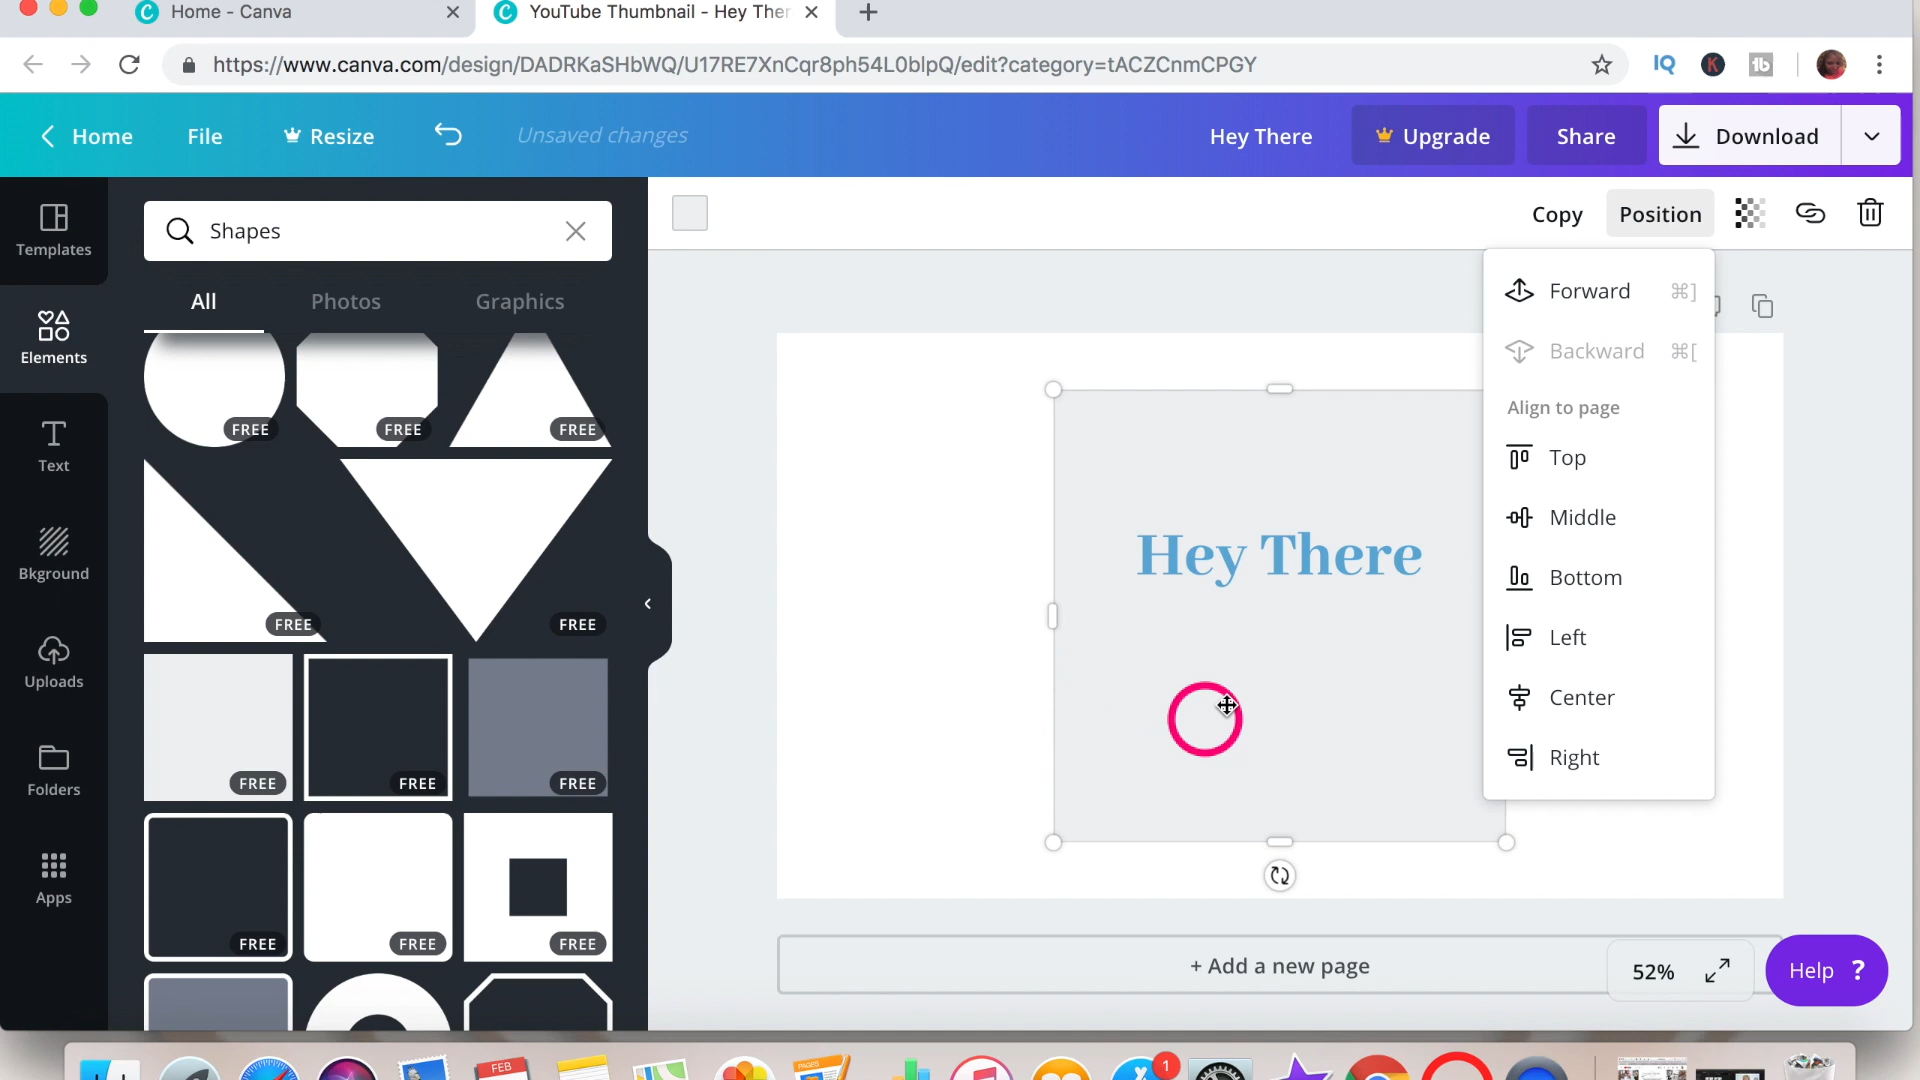 Home - Canva
YouTube Thumbnail - Hey Ther
https://www.canva.com/design/DADRKaSHbWQ/U17RE7XnCqr8ph54L0blpQ/edit?category=tACZCnmCPGY
IQ K tb
Home File Resize Unsaved changes Hey There Upgrade Share Download
Shapes
Copy Position
Templates
All Photos Graphics
Forward ⌘]
Elements
Backward ⌘[
Align to page
FREE FREE FREE
Text
Top
Middle
Hey There
Bkground
Bottom
FREE FREE
Left
Uploads
Center
Right
Folders
FREE FREE FREE
Apps
FREE FREE FREE
+ Add a new page
52%
Help ?
FEB
1